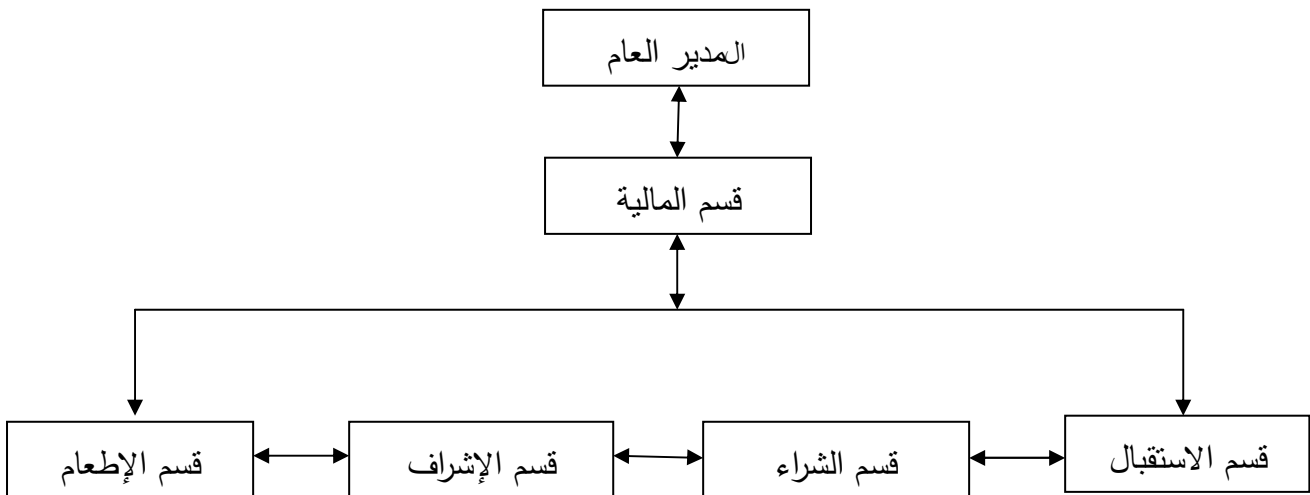 المدير العام
قسم المالية
قسم الاستقبال
قسم الشراء
قسم الإشراف
قسم الإطعام